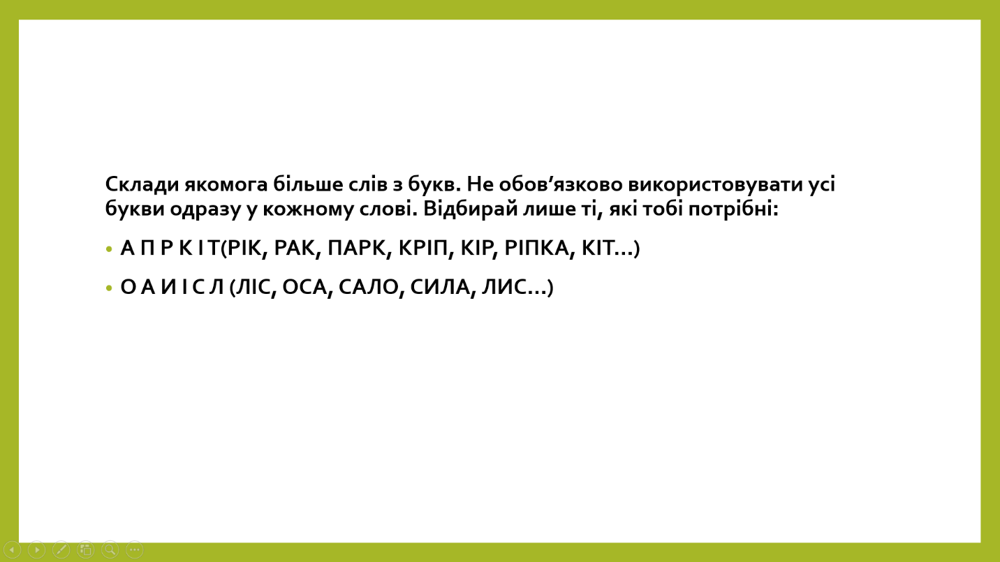 Склади якомога більше слів з букв. Не обов’язково використовувати усі
букви одразу у кожному слові. Відбирай лише ті, які тобі потрібні:
• А П Р К І Т(РІК, РАК, ПАРК, КРІП, КІР, РІПКА, КІТ...)
• О А И І С Л (ЛІС, ОСА, САЛО, СИЛА, ЛИС...)